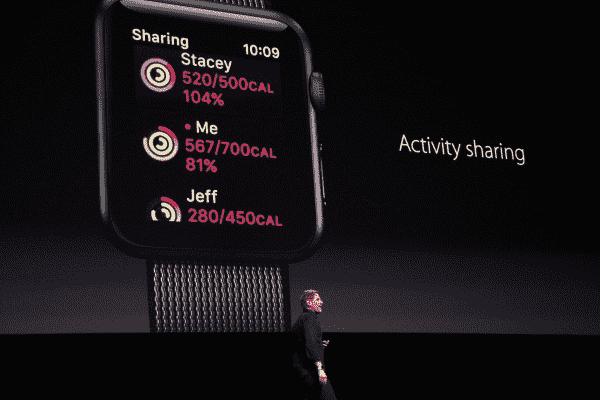 Sharing
10:09
Stacey
520/500CAL
104%
Me
567/700CAL
81%
Jeff
280/450CAL
Activity sharing